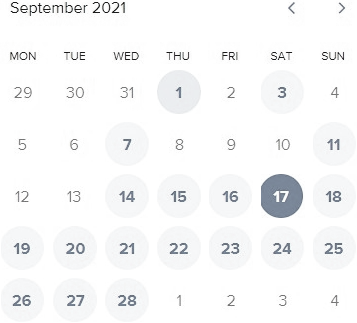 September 2021 < >
MON TUE WED THU FRI SAT SUN
29 30 31 1 2 3 4
5 6 7 8 9 10 11
12 13 14 15 16 17 18
19 20 21 22 23 24 25
26 27 28 1 2 3 4